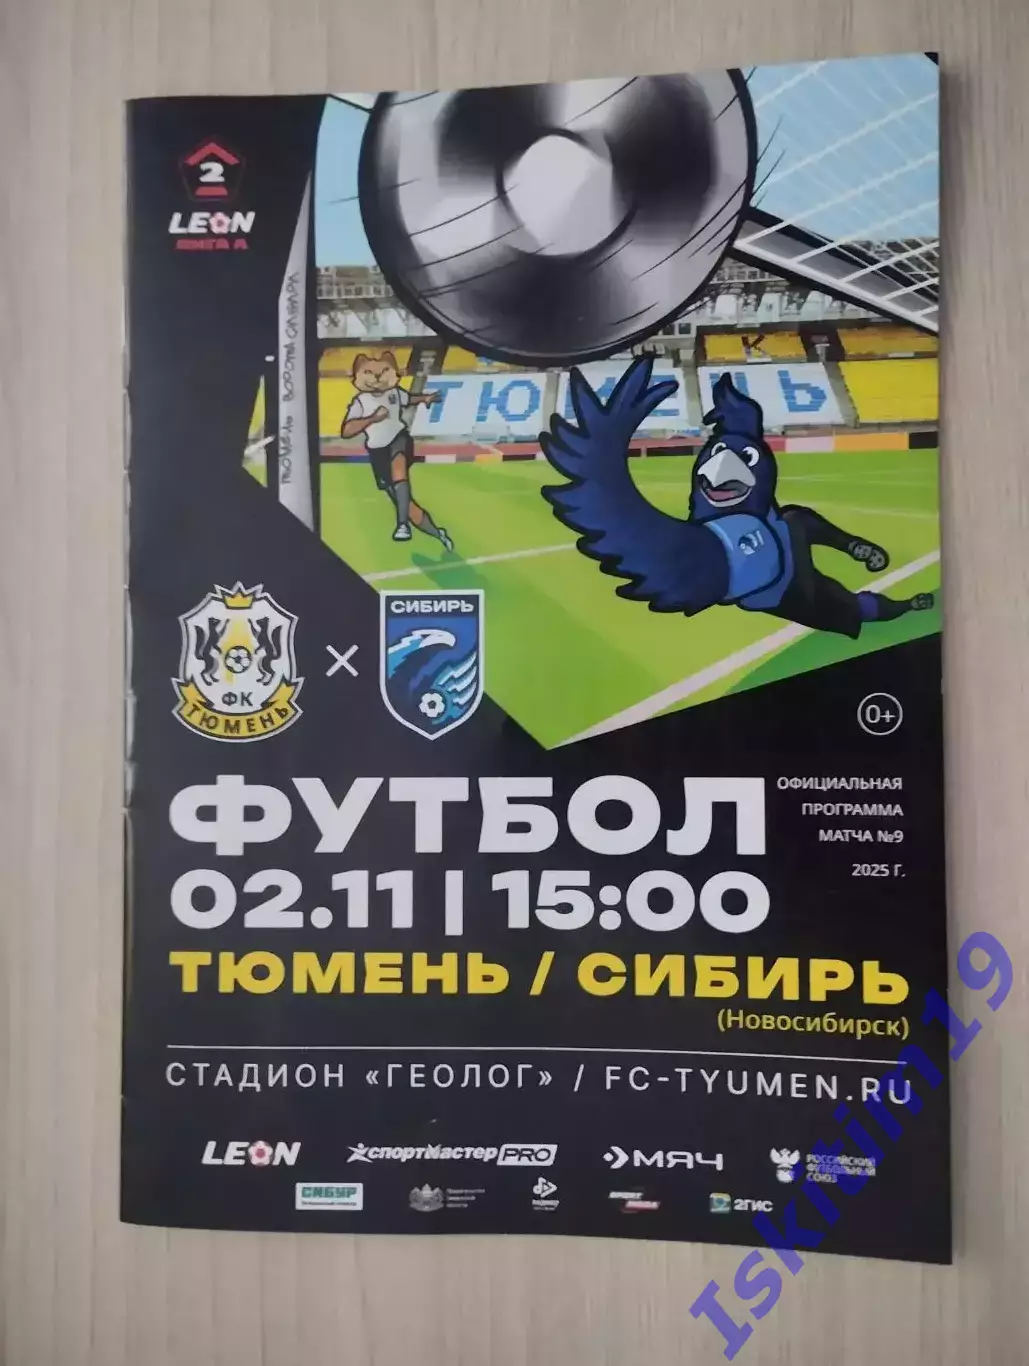 2
LEON
ЛИГА А
ТЮМЕНЬ
СИБИРЬ
ФК
ТЮМЕНЬ
×
0+
ФУТБОЛ
ОФИЦИАЛЬНАЯ
ПРОГРАММА
МАТЧА №9
2025 Г.
02.11 | 15:00
ТЮМЕНЬ / СИБИРЬ
(Новосибирск)
СТАДИОН «ГЕОЛОГ» / FC-TYUMEN.RU
LEON
спортмастер PRO
МЯЧ
РОССИЙСКИЙ
ФУТБОЛЬНЫЙ
СОЮЗ
СИБУР
2ГИС
Iskitim19